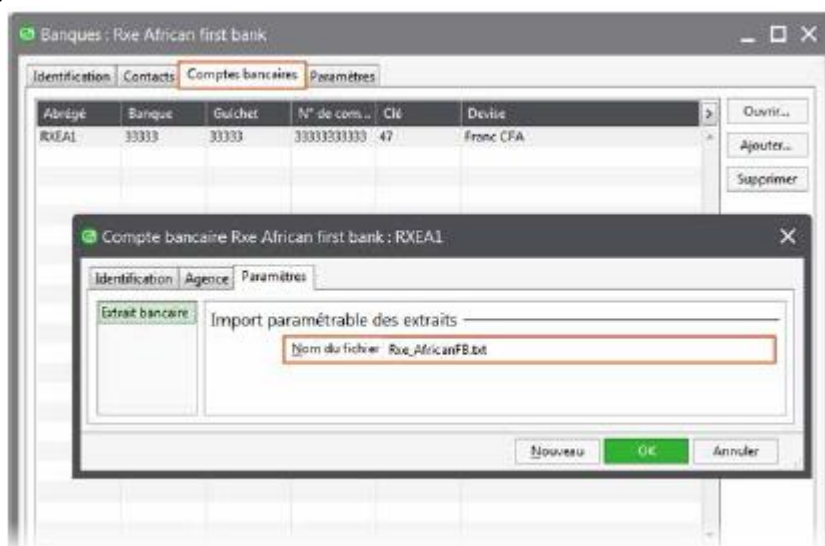 Banques : Rxe African first bank
Identification Contacts Comptes bancaires Paramètres
Abrégé Banque Guichet N° de com... Clé Devise
Ouvrir...
RXEA1 33333 33333 33333333333 47 Franc CFA
Ajouter...
Supprimer
Compte bancaire Rxe African first bank : RXEA1
Identification Agence Paramètres
Extrait bancaire
Import paramétrable des extraits
Nom du fichier Rxe_AfricanFB.txt
Nouveau OK Annuler